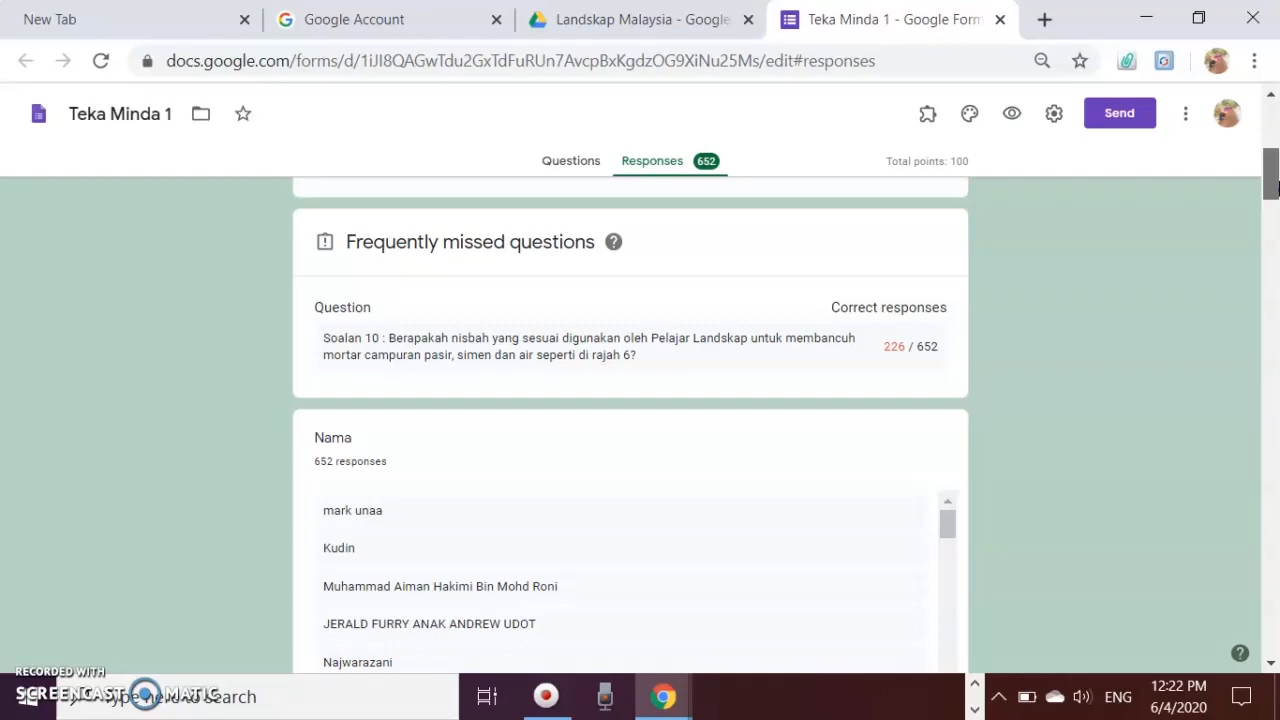 New Tab
Google Account
Landskap Malaysia - Google
Teka Minda 1 - Google Form
docs.google.com/forms/d/1iJI8QAGwTdu2GxTdFuRUn7AvcpBxKgdzOG9XiNu25Ms/edit#responses
Teka Minda 1
Send
Questions
Responses 652
Total points: 100
Frequently missed questions
Question
Correct responses
Soalan 10 : Berapakah nisbah yang sesuai digunakan oleh Pelajar Landskap untuk membancuh
mortar campuran pasir, simen dan air seperti di rajah 6?
226 / 652
Nama
652 responses
mark unaa
Kudin
Muhammad Aiman Hakimi Bin Mohd Roni
JERALD FURRY ANAK ANDREW UDOT
Najwarazani
RECORDED WITH
SCREENCAST MATIC
Type here to search
ENG
12:22 PM
6/4/2020